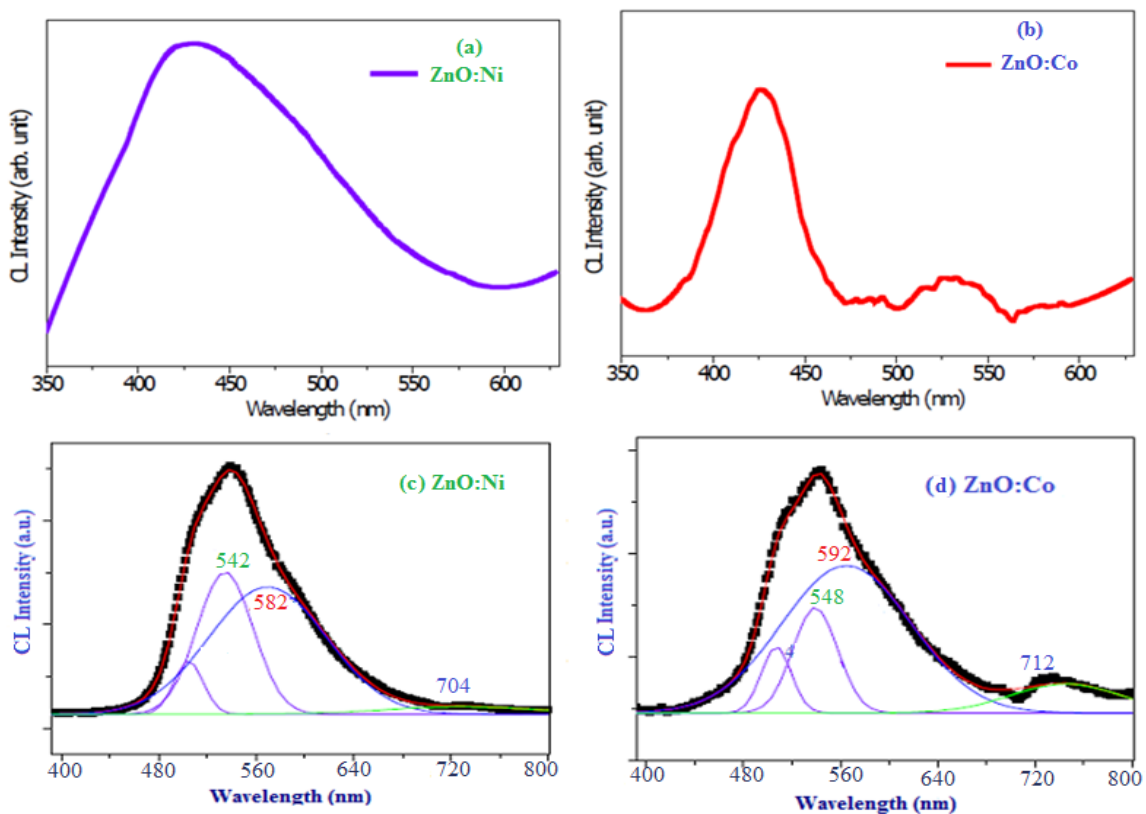 (a)
ZnO:Ni
CL Intensity (arb. unit)
350 400 450 500 550 600
Wavelength (nm)
(b)
ZnO:Co
CL Intensity (arb. unit)
350 400 450 500 550 600
Wavelength (nm)
(c) ZnO:Ni
542
582
704
CL Intensity (a.u.)
400 480 560 640 720 800
Wavelength (nm)
(d) ZnO:Co
592
548
4
712
CL Intensity (a.u.)
400 480 560 640 720 800
Wavelength (nm)